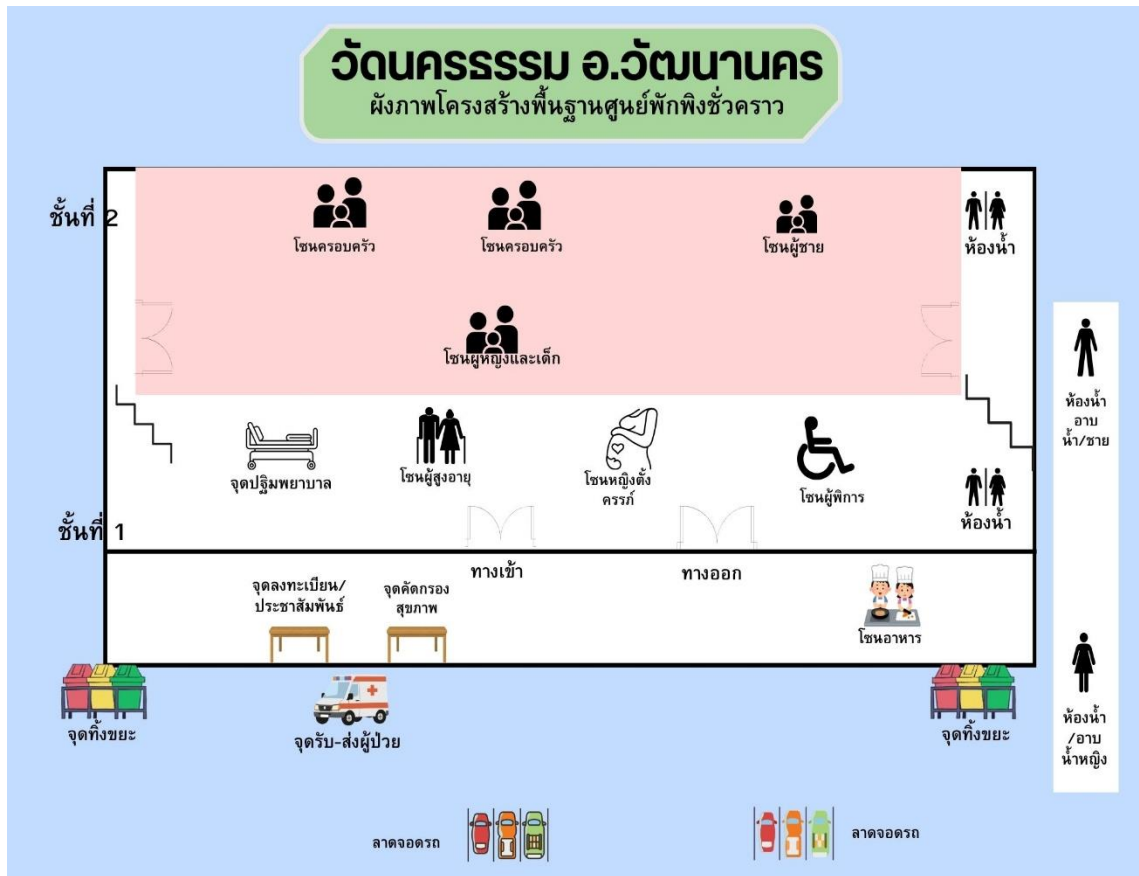 วัดนครธรรม อ.วัฒนานคร
ผังภาพโครงสร้างพื้นฐานศูนย์พักพิงชั่วคราว
ชั้นที่ 2
โซนครอบครัว
โซนครอบครัว
โซนผู้ชาย
ห้องน้ำ
โซนผู้หญิงและเด็ก
ห้องน้ำ
อาบ
น้ำ/ชาย
จุดปฐมพยาบาล
โซนผู้สูงอายุ
โซนหญิงตั้ง
ครรภ์
โซนผู้พิการ
ห้องน้ำ
ชั้นที่ 1
ทางเข้า
ทางออก
จุดลงทะเบียน/
ประชาสัมพันธ์
จุดคัดกรอง
สุขภาพ
โซนอาหาร
จุดทิ้งขยะ
จุดรับ-ส่งผู้ป่วย
จุดทิ้งขยะ
ห้องน้ำ
/อาบ
น้ำหญิง
ลาดจอดรถ
ลาดจอดรถ